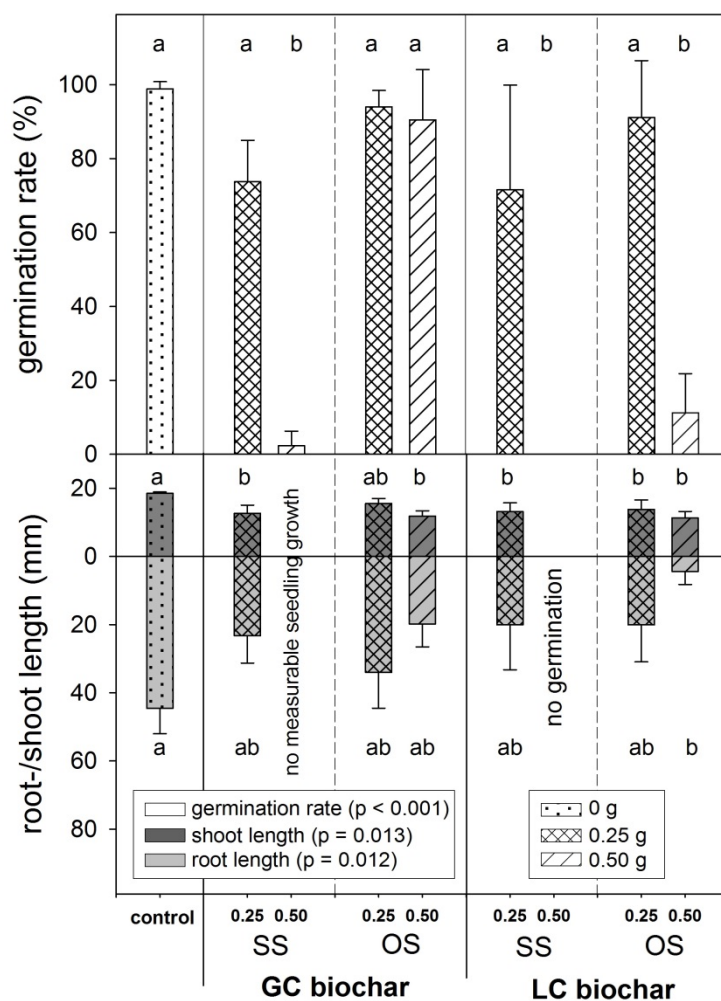 a a b a a a b a b
germination rate (%)
100
80
60
40
20
0
a b ab b b b b
root-/shoot length (mm)
20
0
20
40
60
80
no measurable seedling growth
no germination
a ab ab ab ab ab b
germination rate (p < 0.001)
shoot length (p = 0.013)
root length (p = 0.012)
0 g
0.25 g
0.50 g
control 0.25 0.50 0.25 0.50 0.25 0.50 0.25 0.50
SS OS SS OS
GC biochar LC biochar